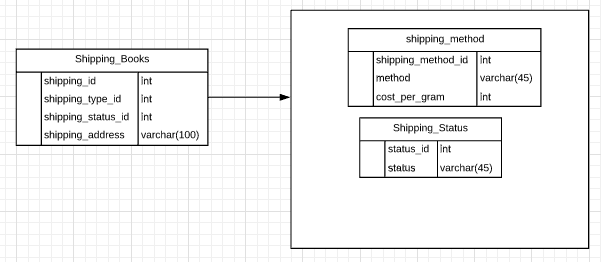 Shipping_Books
shipping_id int
shipping_type_id int
shipping_status_id int
shipping_address varchar(100)
shipping_method
shipping_method_id int
method varchar(45)
cost_per_gram int
Shipping_Status
status_id int
status varchar(45)